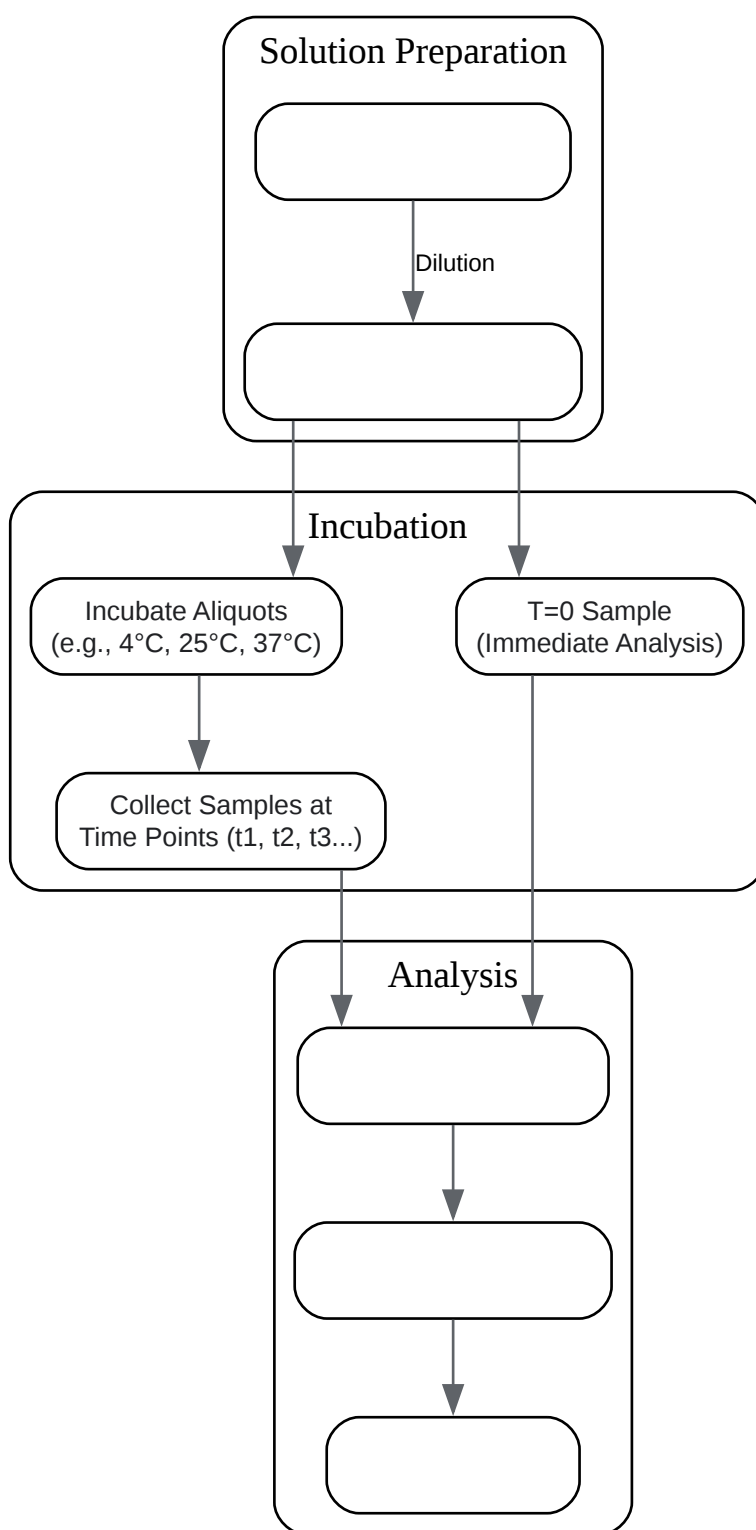 Solution Preparation
Dilution
Incubation
Incubate Aliquots
(e.g., 4°C, 25°C, 37°C)
T=0 Sample
(Immediate Analysis)
Collect Samples at
Time Points (t1, t2, t3...)
Analysis